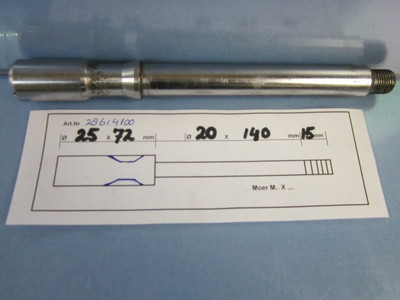 Art.Nr 28614100
Ø 25 x 72 mm Ø 20 x 140 mm 15 mm
Moer M.. X ....